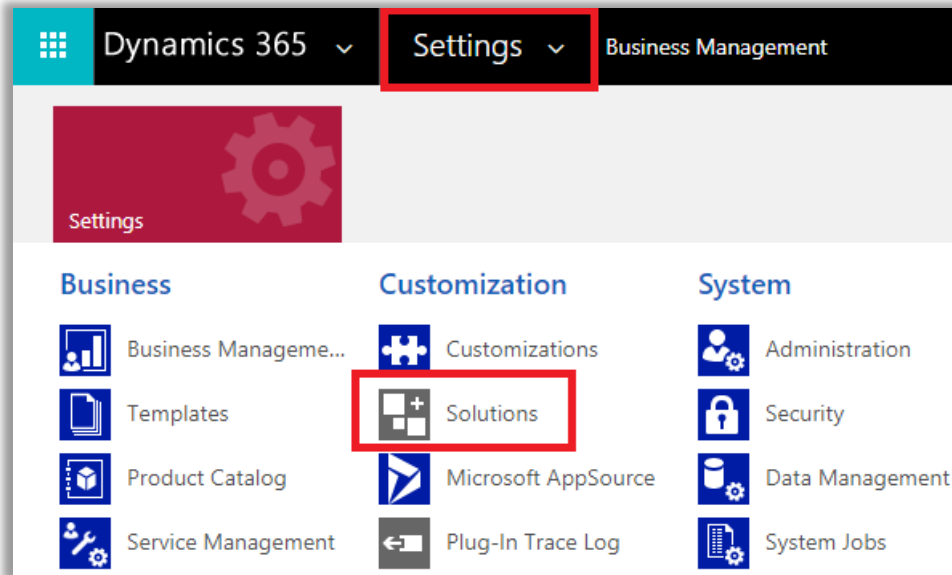 Dynamics 365 Settings Business Management
Settings
Business Customization System
Business Manageme... Customizations Administration
Templates Solutions Security
Product Catalog Microsoft AppSource Data Management
Service Management Plug-In Trace Log System Jobs